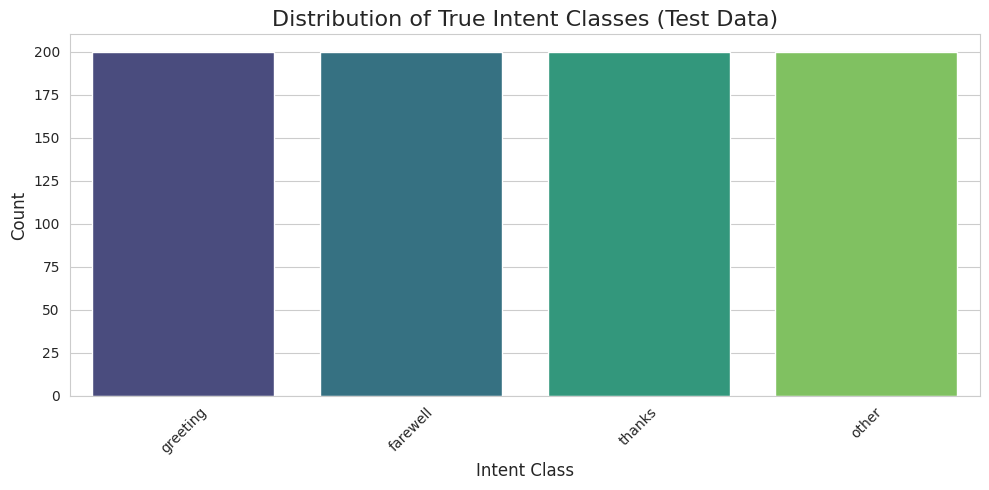 Distribution of True Intent Classes (Test Data)
200
175
150
125
100
75
50
25
0
Count
greeting
farewell
thanks
other
Intent Class